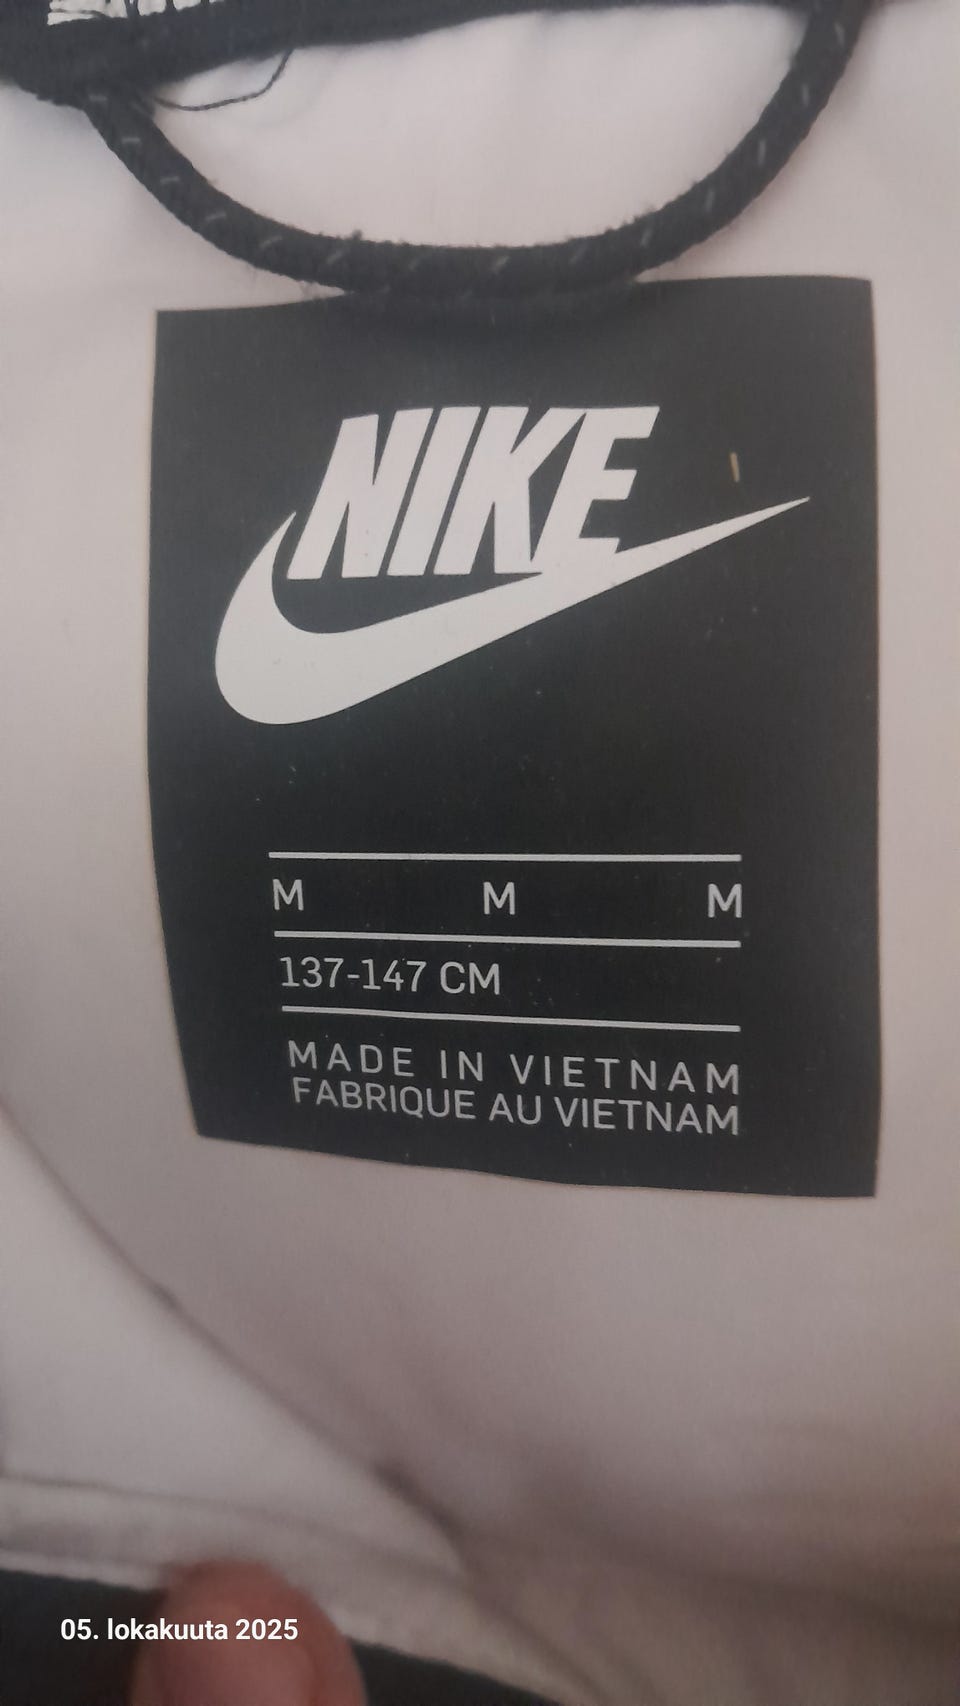 NIKE
M M M
137-147 CM
MADE IN VIETNAM
FABRIQUE AU VIETNAM
05. lokakuuta 2025